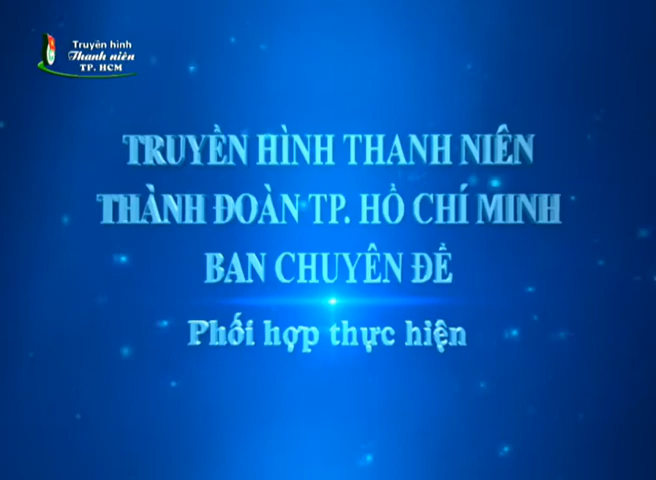 Truyền hình
Thanh niên
TP. HCM
TRUYỀN HÌNH THANH NIÊN
THÀNH ĐOÀN TP. HỒ CHÍ MINH
BAN CHUYÊN ĐỀ
Phối hợp thực hiện